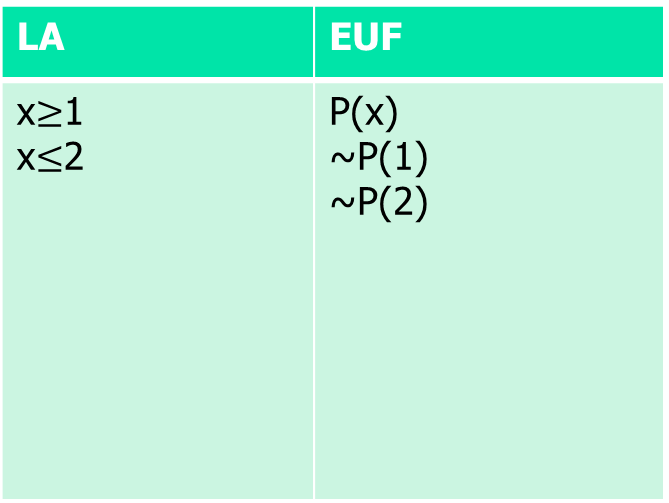 LA EUF
x≥1 P(x)
x≤2 ~P(1)
~P(2)